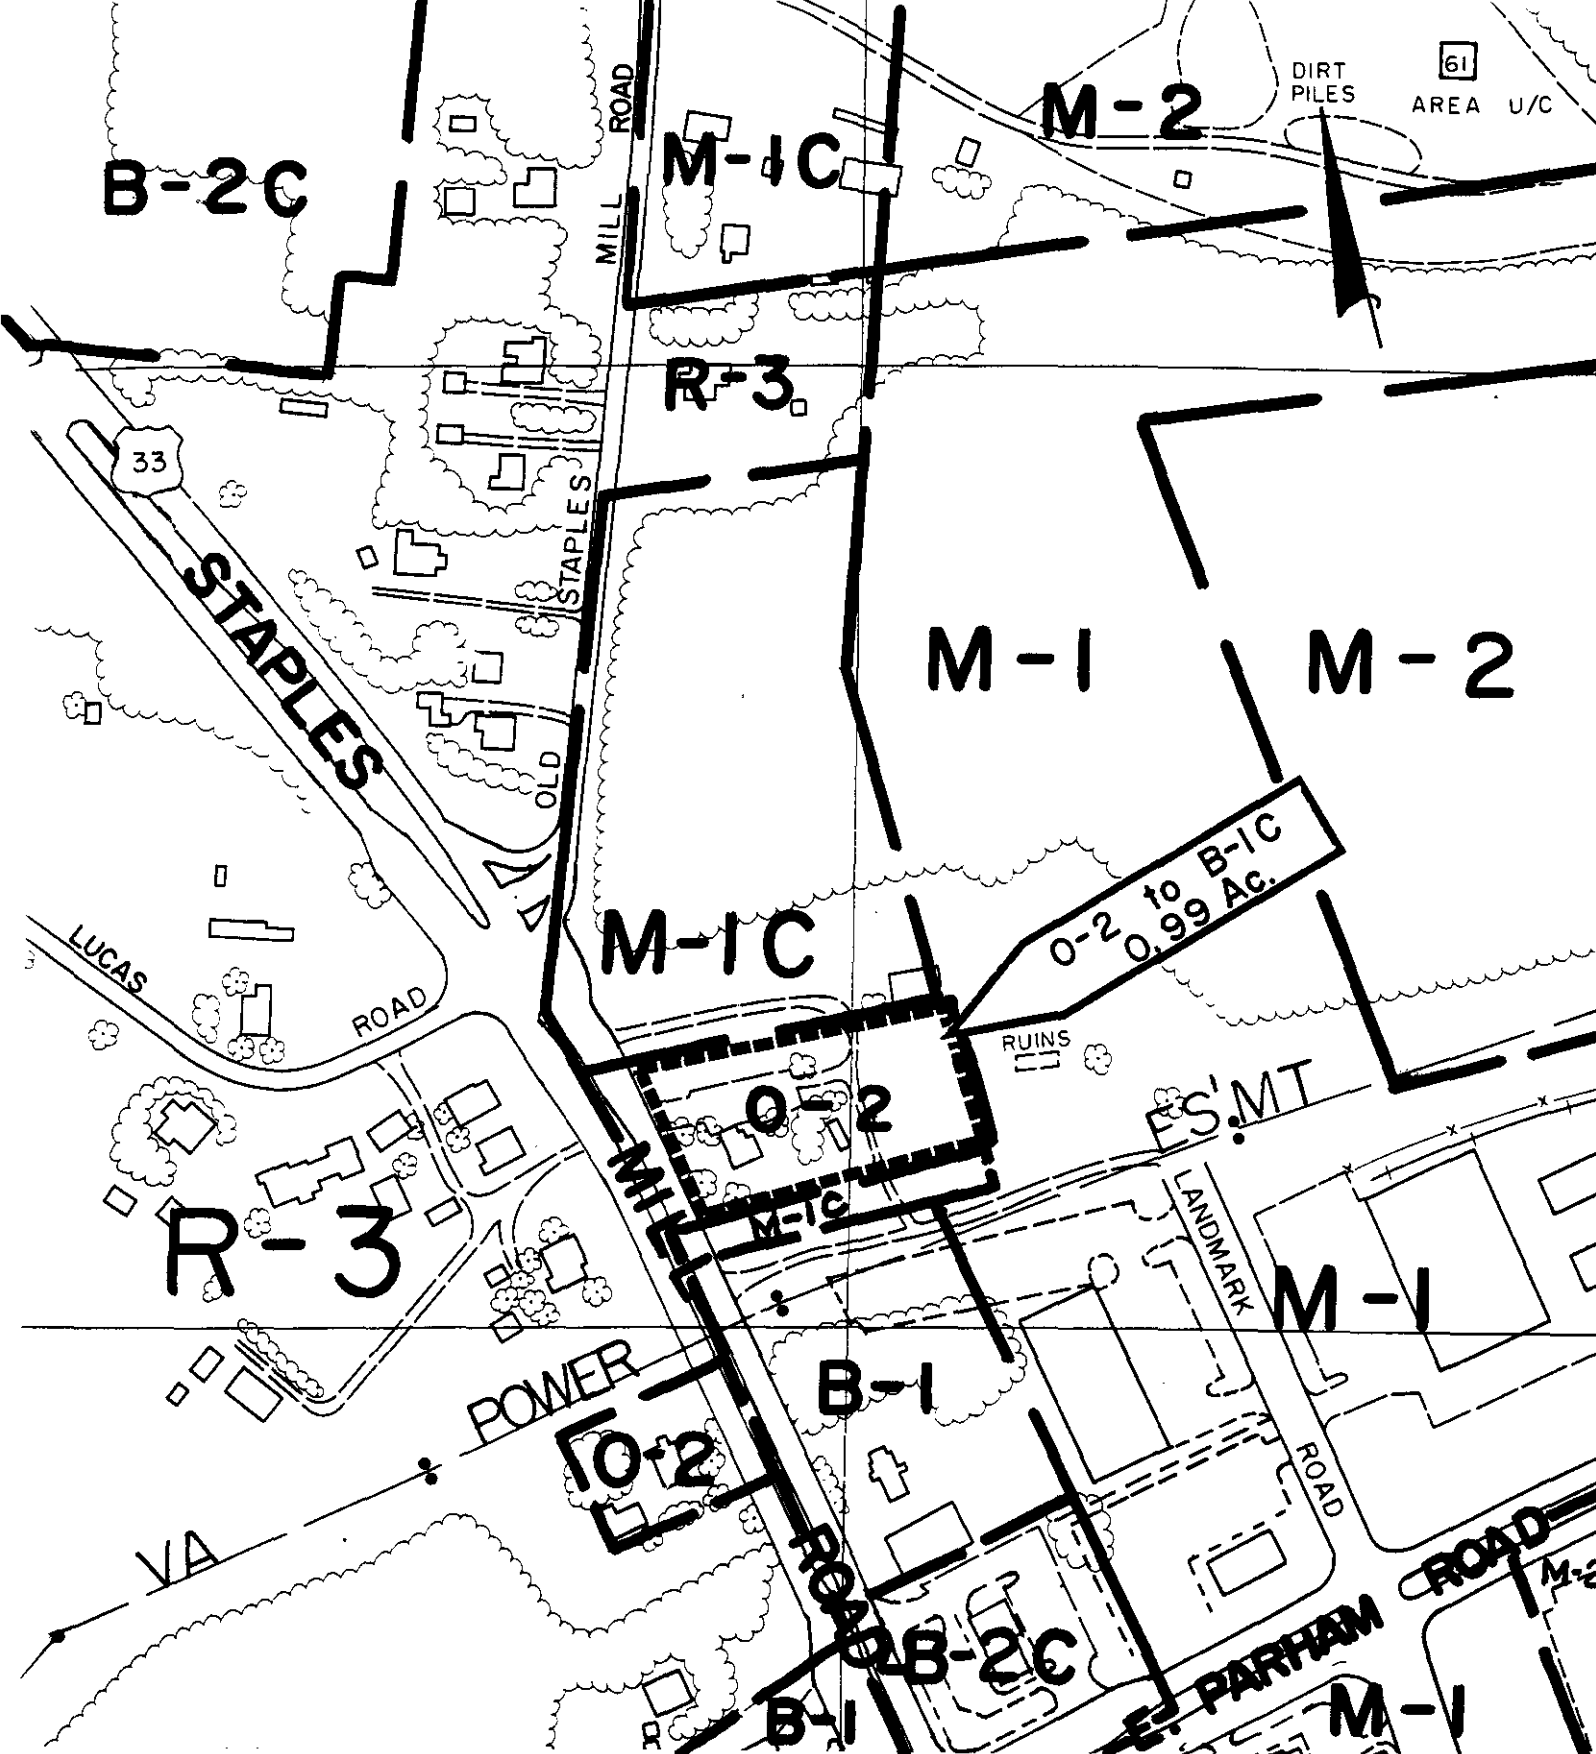 DIRT
PILES
61
AREA U/C
M-2
B-2C
ROAD
M-1C
MILL
R-3
33
STAPLES
STAPLES
M-1
M-2
OLD
O-2 to B-1C
0.99 Ac.
M-1C
LUCAS
ROAD
RUINS
O-2
ES'MT
R-3
M-1C
LANDMARK
M-1
POWER
B-1
O-2
ROAD
VA
ROAD
ROAD
M-2
B-2C
E. PARHAM
B-1
M-1